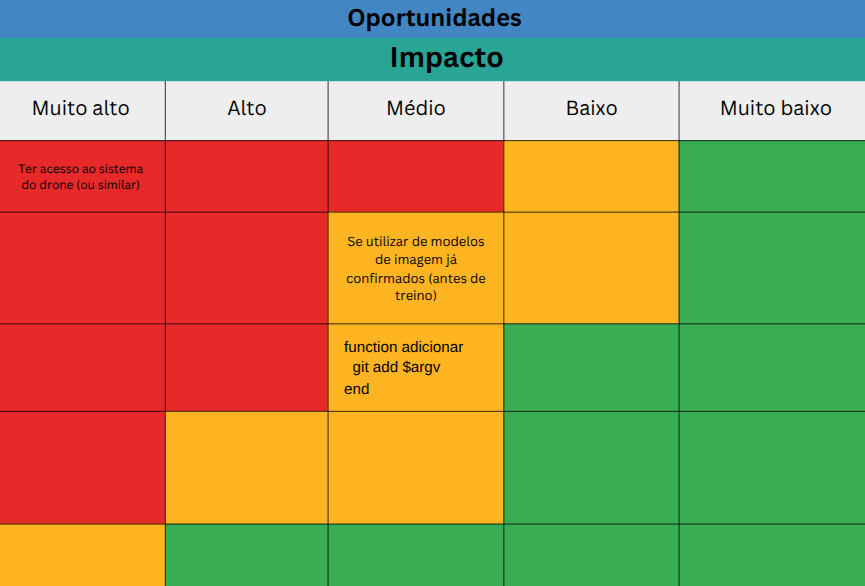 Oportunidades
Impacto
Muito alto
Alto
Médio
Baixo
Muito baixo
Ter acesso ao sistema
do drone (ou similar)
Se utilizar de modelos
de imagem já
confirmados (antes de
treino)
function adicionar
  git add $argv
end